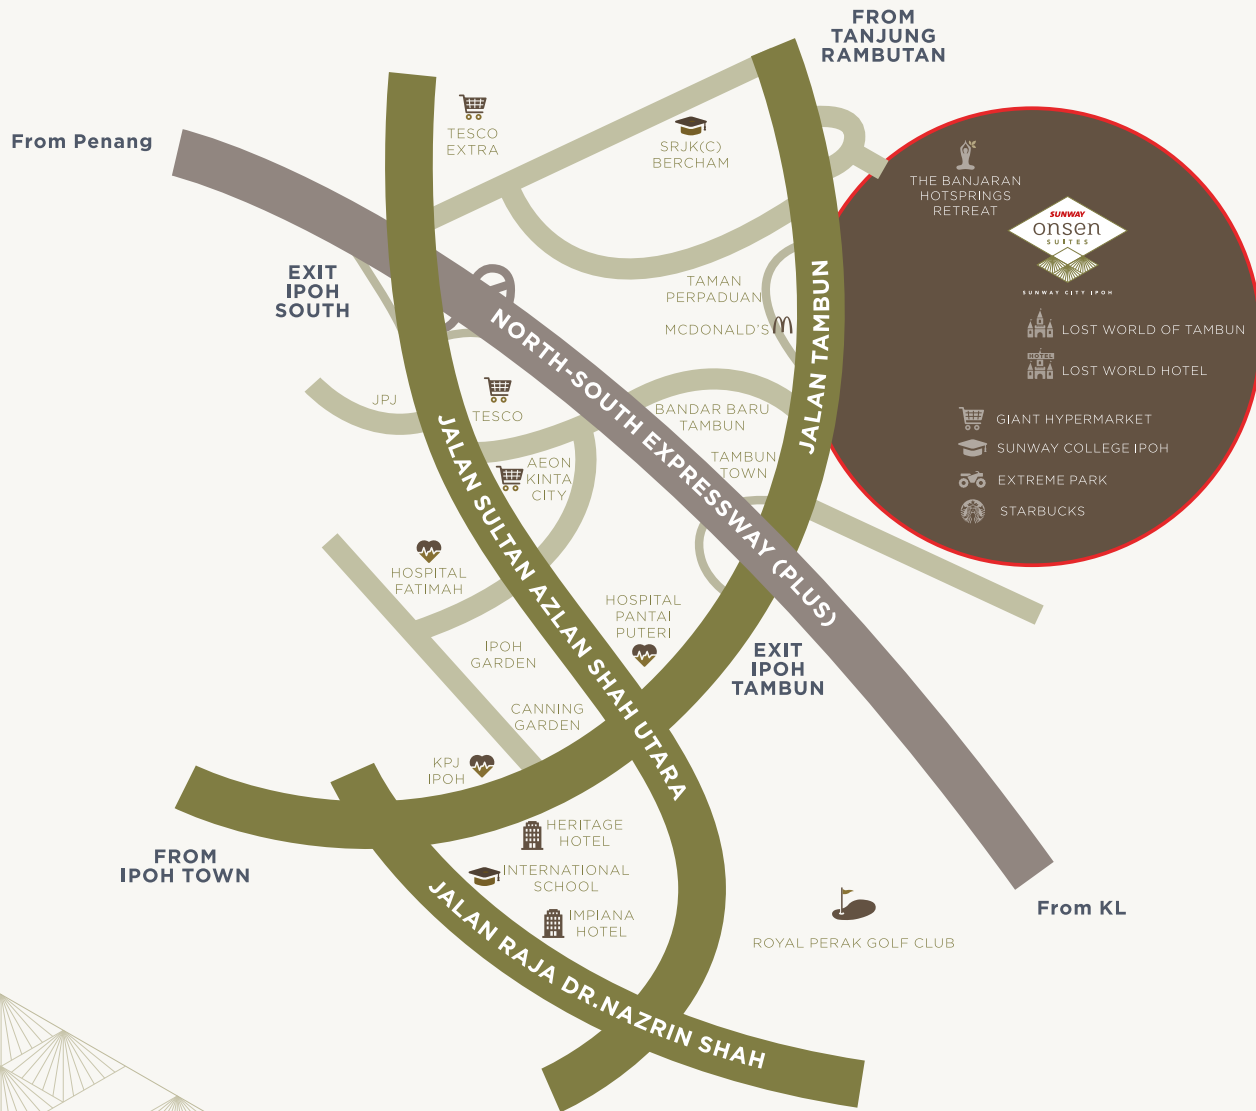 FROM
TANJUNG
RAMBUTAN
From Penang
TESCO
EXTRA
SRJK(C)
BERCHAM
THE BANJARAN
HOTSPRINGS
RETREAT
SUNWAY
onsen
SUITES
SUNWAY CITY IPOH
EXIT
IPOH
SOUTH
TAMAN
PERPADUAN
MCDONALD'S
JALAN TAMBUN
LOST WORLD OF TAMBUN
HOTEL
LOST WORLD HOTEL
NORTH-SOUTH EXPRESSWAY (PLUS)
JPJ
TESCO
BANDAR BARU
TAMBUN
GIANT HYPERMARKET
SUNWAY COLLEGE IPOH
EXTREME PARK
STARBUCKS
JALAN SULTAN AZLAN SHAH UTARA
AEON
KINTA
CITY
TAMBUN
TOWN
HOSPITAL
FATIMAH
HOSPITAL
PANTAI
PUTERI
IPOH
GARDEN
EXIT
IPOH
TAMBUN
CANNING
GARDEN
KPJ
IPOH
HERITAGE
HOTEL
FROM
IPOH TOWN
INTERNATIONAL
SCHOOL
IMPIANA
HOTEL
From KL
ROYAL PERAK GOLF CLUB
JALAN RAJA DR.NAZRIN SHAH